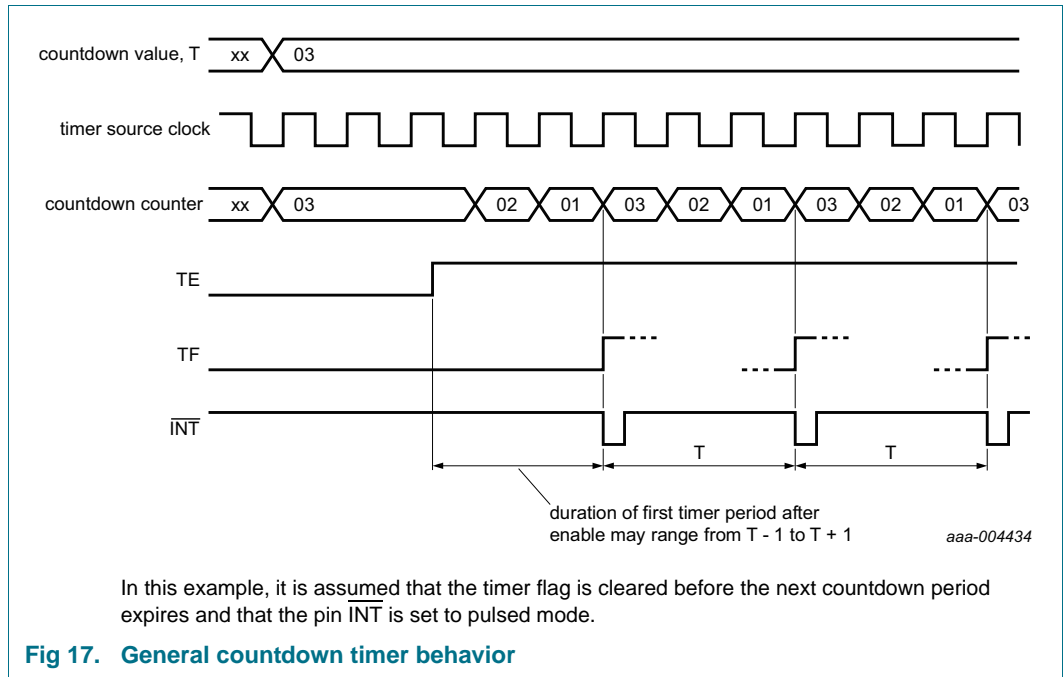 countdown value, T xx 03
timer source clock
countdown counter xx 03 02 01 03 02 01 03 02 01 03
TE
TF
INT
T T
duration of first timer period after
enable may range from T - 1 to T + 1
aaa-004434
In this example, it is assumed that the timer flag is cleared before the next countdown period
expires and that the pin INT is set to pulsed mode.
Fig 17. General countdown timer behavior